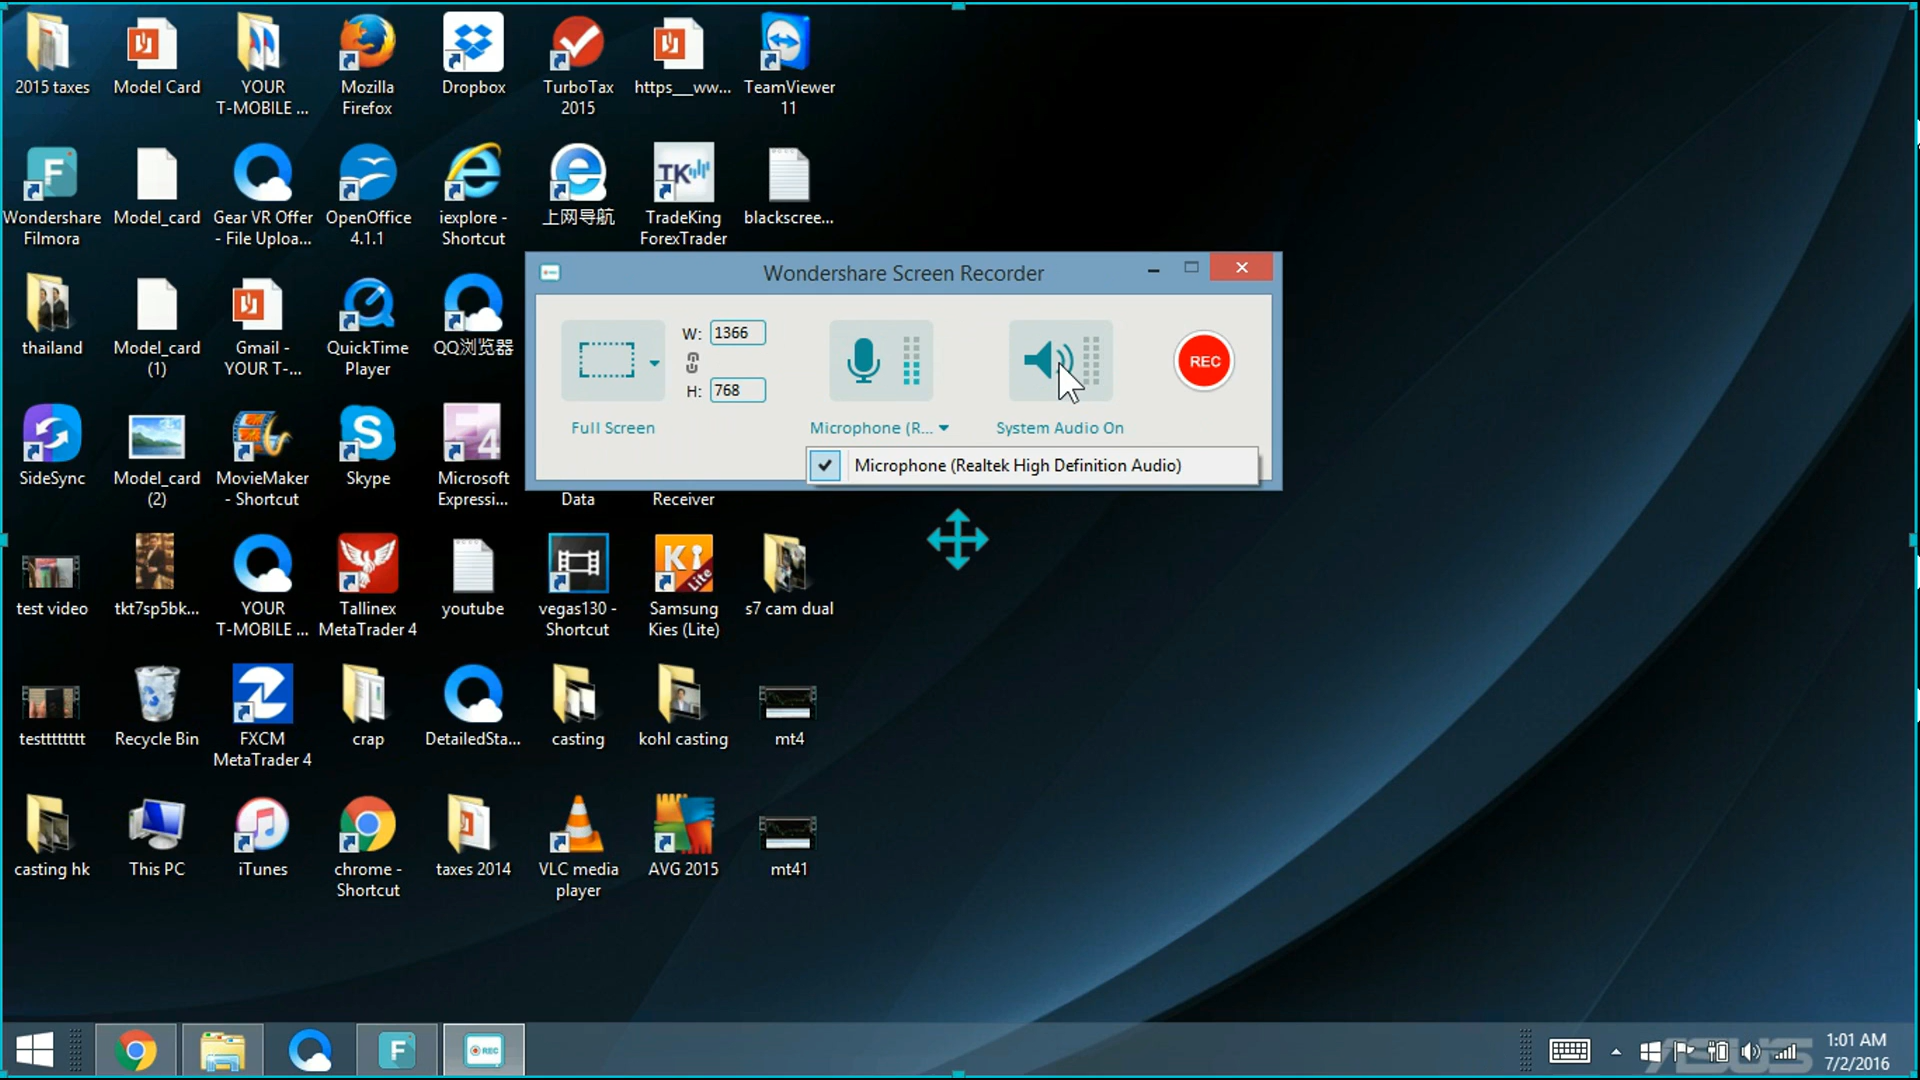 2015 taxes
Model Card
YOUR
T-MOBILE ...
Mozilla
Firefox
Dropbox
TurboTax
2015
https__ww...
TeamViewer
11
F
Wondershare
Filmora
Model_card
Gear VR Offer
- File Uploa...
OpenOffice
4.1.1
iexplore -
Shortcut
上网导航
TK
TradeKing
ForexTrader
blackscree...
Wondershare Screen Recorder
W: 1366
H: 768
REC
Full Screen
Microphone (R...
System Audio On
Microphone (Realtek High Definition Audio)
thailand
Model_card
(1)
Gmail -
YOUR T-...
QuickTime
Player
QQ浏览器
SideSync
Model_card
(2)
MovieMaker
- Shortcut
Skype
4
Microsoft
Expressi...
Data
Receiver
test video
tkt7sp5bk...
YOUR
T-MOBILE ...
Tallinex
MetaTrader 4
youtube
vegas130 -
Shortcut
Ki
Lite
Samsung
Kies (Lite)
s7 cam dual
testttttttt
Recycle Bin
FXCM
MetaTrader 4
crap
DetailedSta...
casting
kohl casting
mt4
casting hk
This PC
iTunes
chrome -
Shortcut
taxes 2014
VLC media
player
AVG 2015
mt41
F
REC
ASUS
1:01 AM
7/2/2016